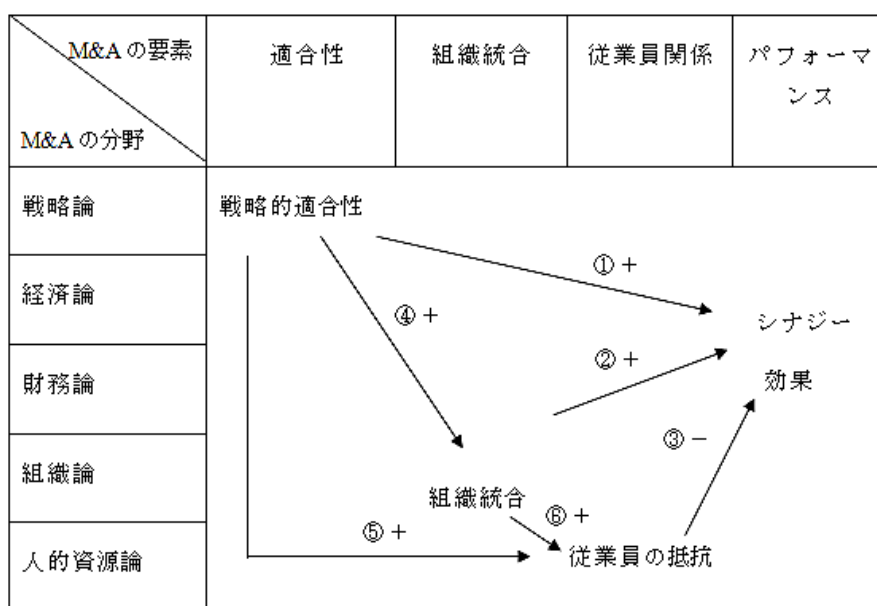 M&Aの要素
M&Aの分野
適合性
組織統合
従業員関係
パフォーマ
ンス
戦略論
戦略的適合性
①+
経済論
④+
シナジー
②+
財務論
効果
③-
組織論
組織統合
⑥+
⑤+
人的資源論
従業員の抵抗